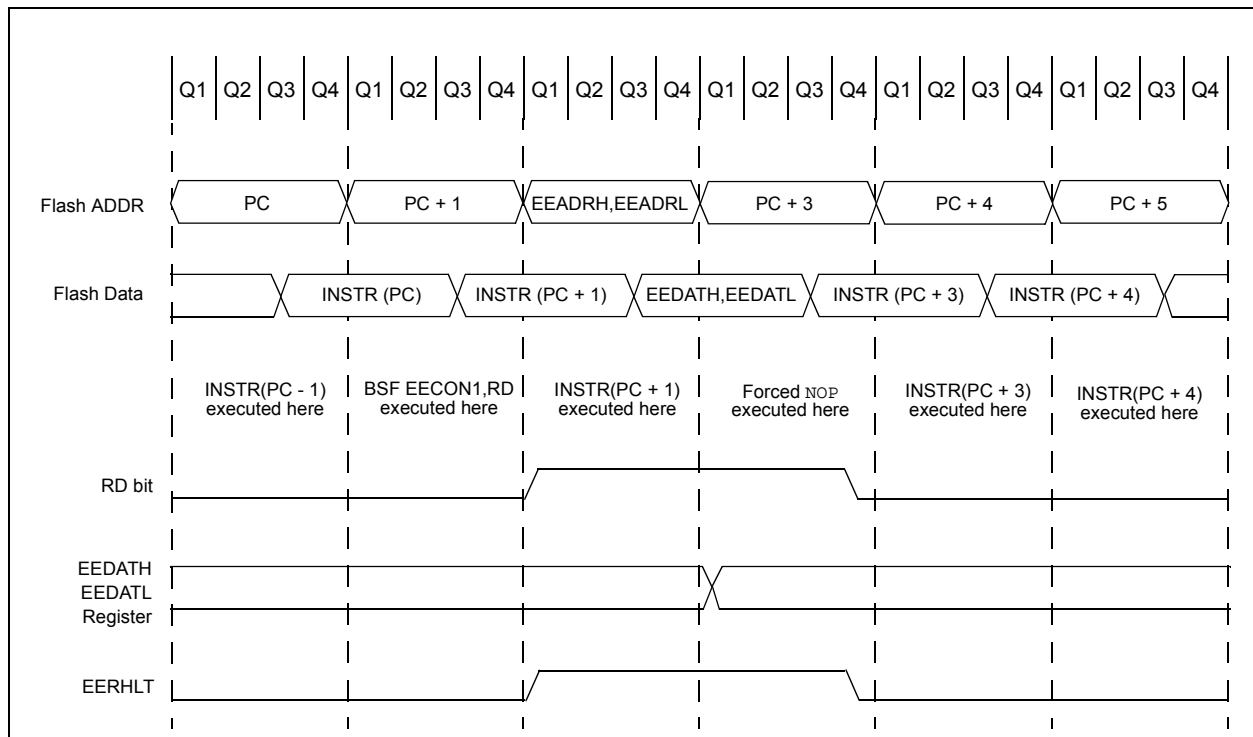 Q1 Q2 Q3 Q4 Q1 Q2 Q3 Q4 Q1 Q2 Q3 Q4 Q1 Q2 Q3 Q4 Q1 Q2 Q3 Q4 Q1 Q2 Q3 Q4
Flash ADDR PC PC + 1 EEADRH,EEADRL PC + 3 PC + 4 PC + 5
Flash Data INSTR (PC) INSTR (PC + 1) EEDATH,EEDATL INSTR (PC + 3) INSTR (PC + 4)
INSTR(PC - 1) BSF EECON1,RD INSTR(PC + 1) Forced NOP INSTR(PC + 3) INSTR(PC + 4)
executed here executed here executed here executed here executed here executed here
RD bit
EEDATH
EEDATL
Register
EERHLT